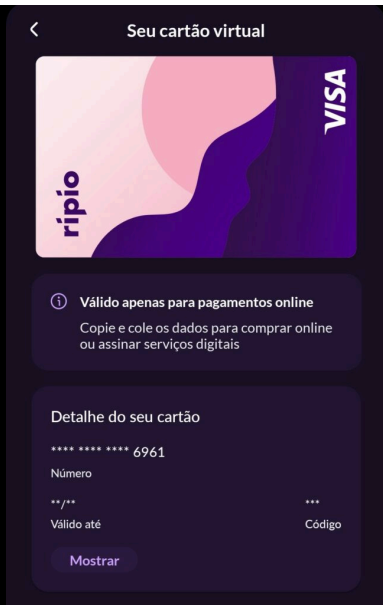 Seu cartão virtual
VISA
ripio
Válido apenas para pagamentos online
Copie e cole os dados para comprar online
ou assinar serviços digitais
Detalhe do seu cartão
**** **** **** 6961
Número
**/** ***
Válido até Código
Mostrar